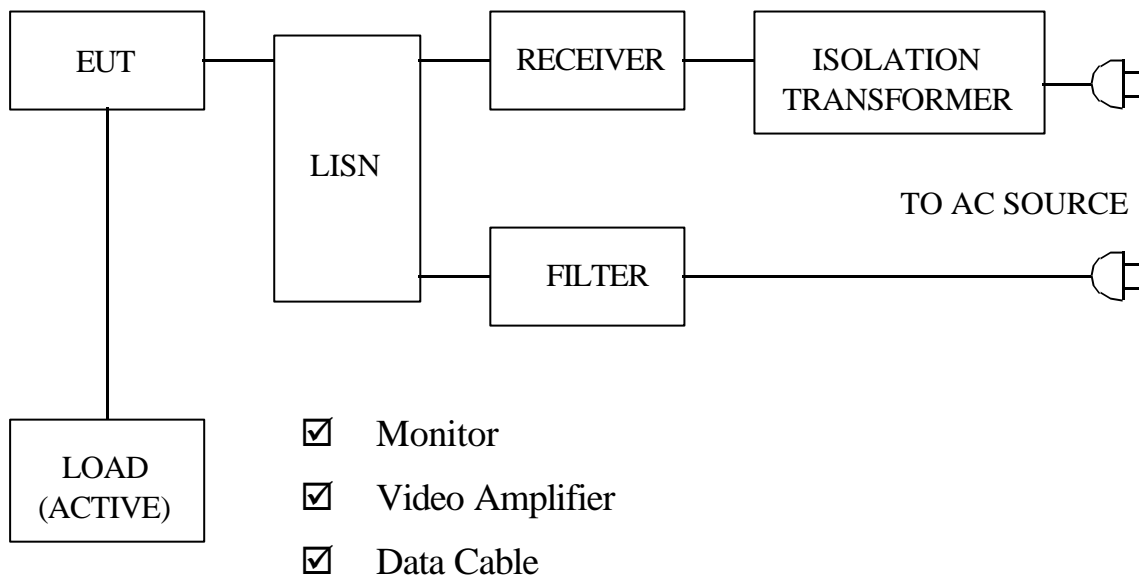 EUT
LISN
RECEIVER
ISOLATION
TRANSFORMER
TO AC SOURCE
FILTER
LOAD
(ACTIVE)
☑ Monitor
☑ Video Amplifier
☑ Data Cable